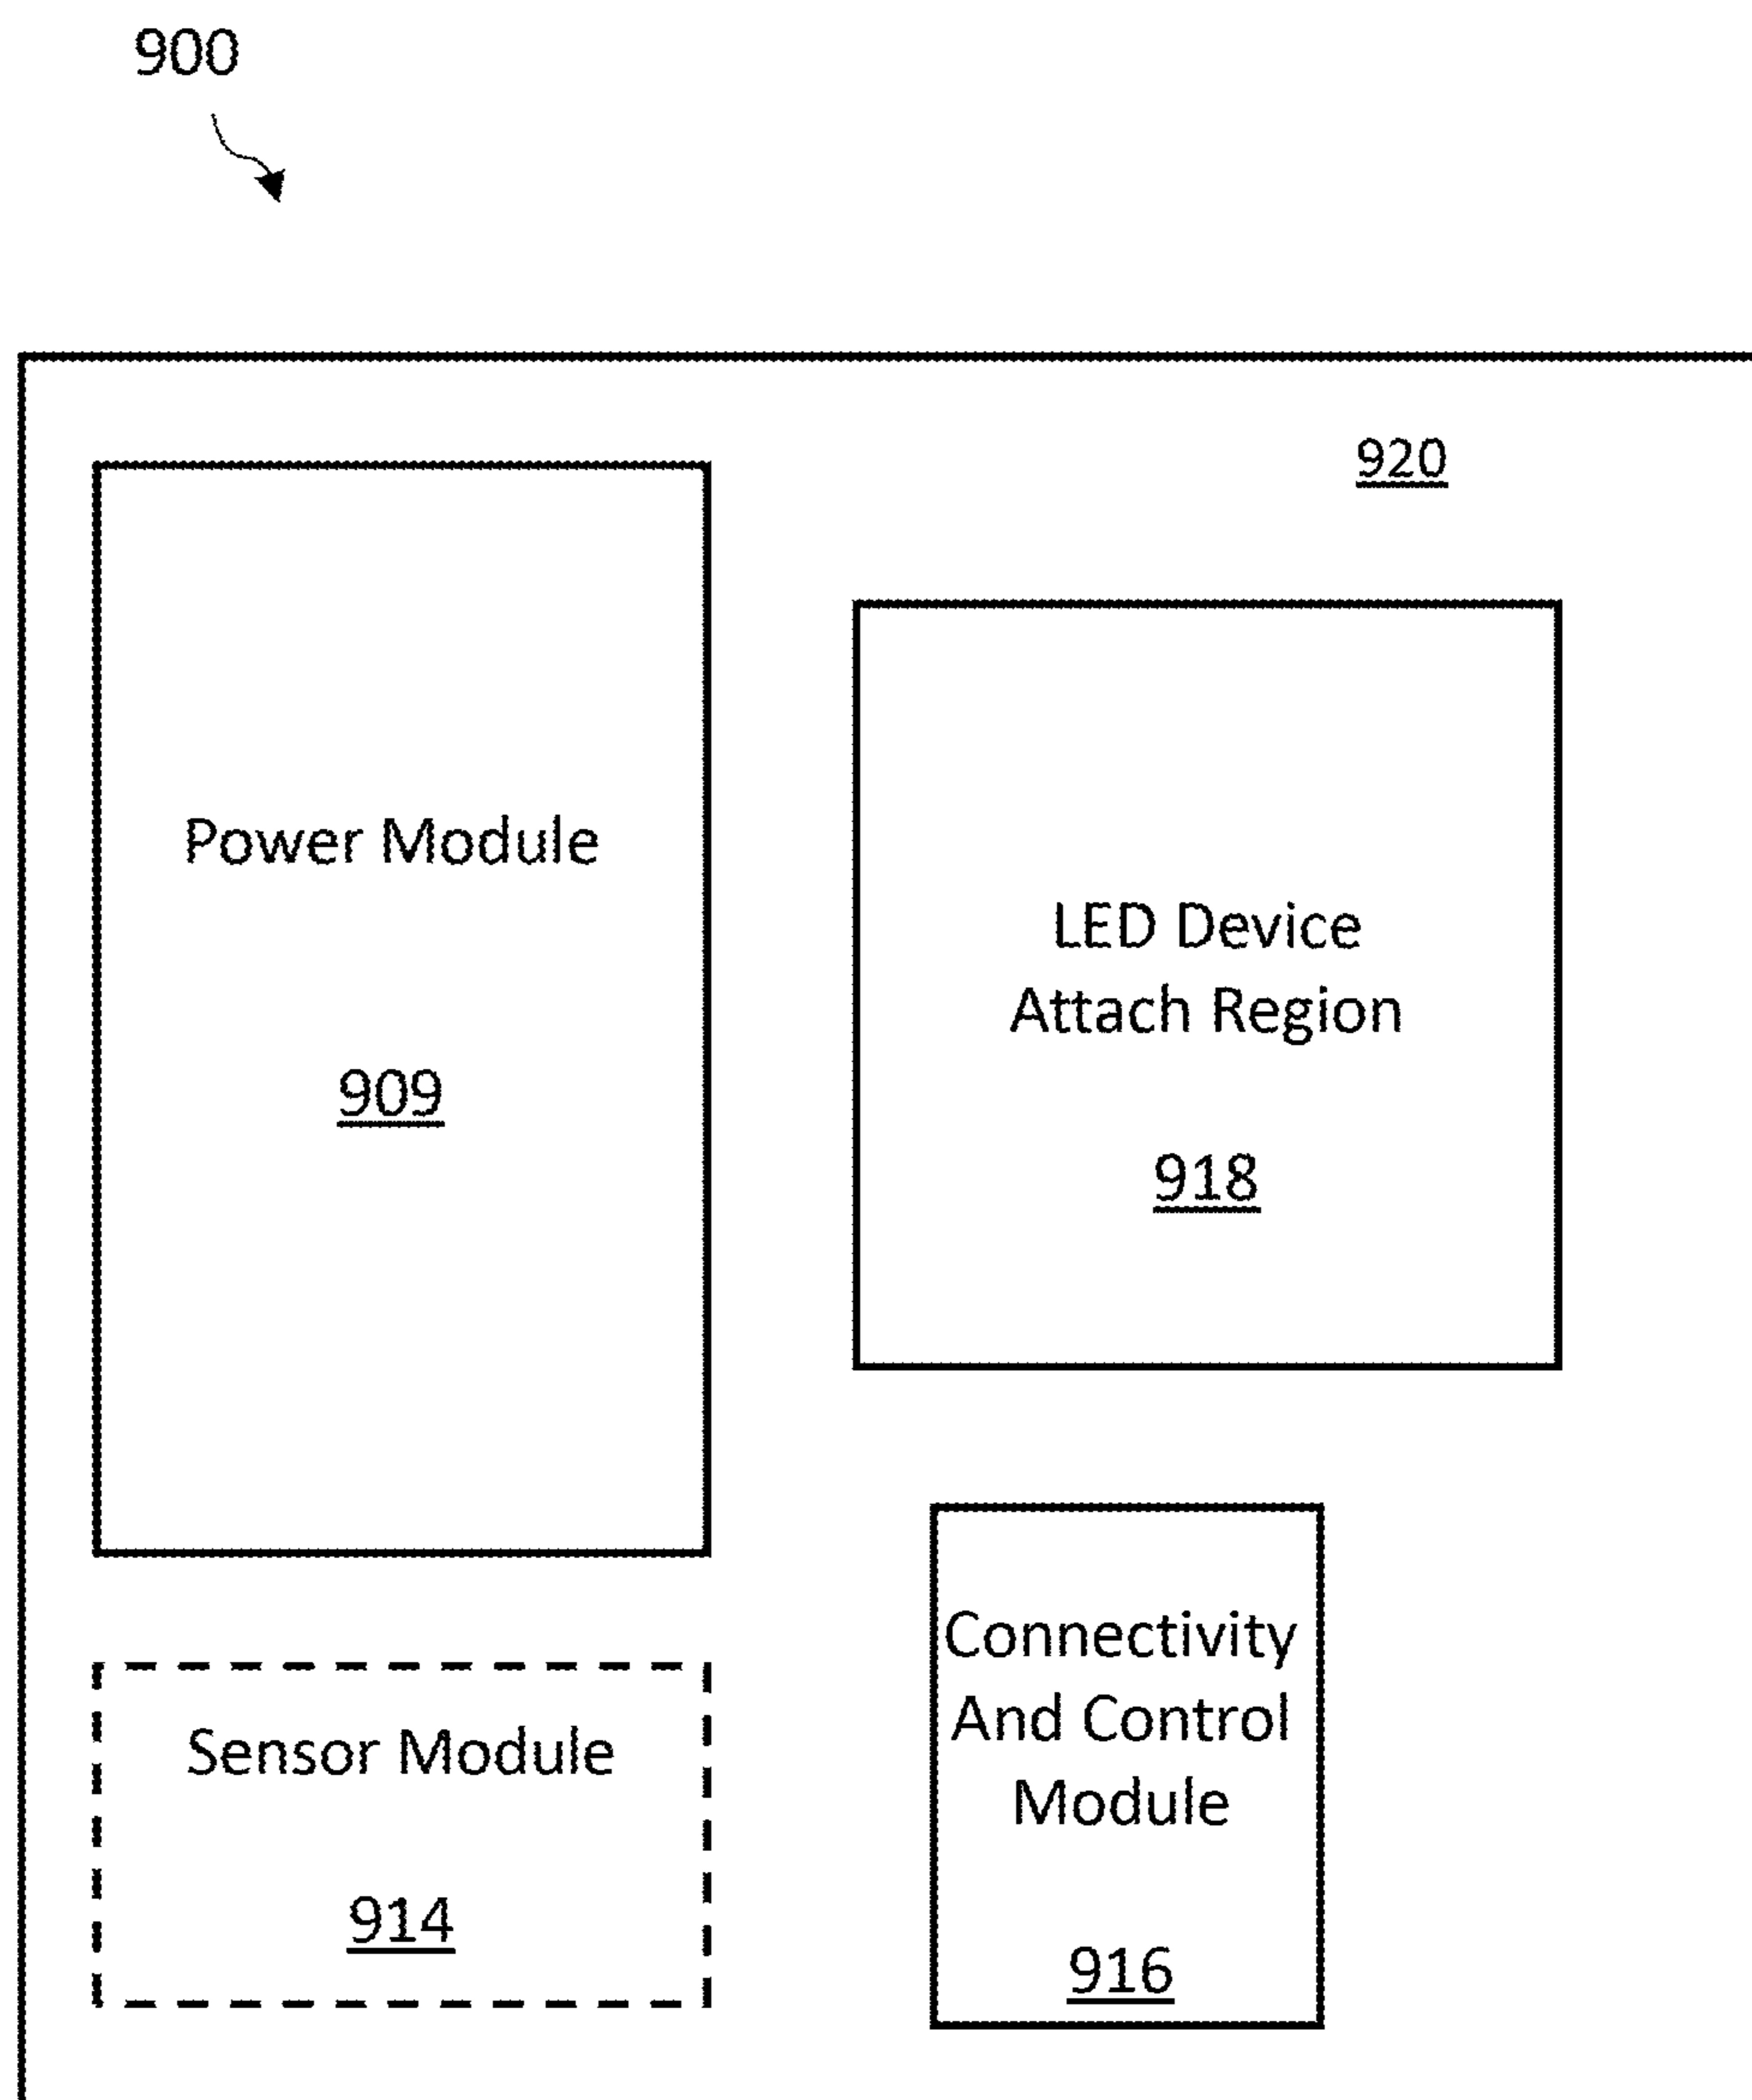 900
920
Power Module
909
LED Device
Attach Region
918
Sensor Module
914
Connectivity
And Control
Module
916